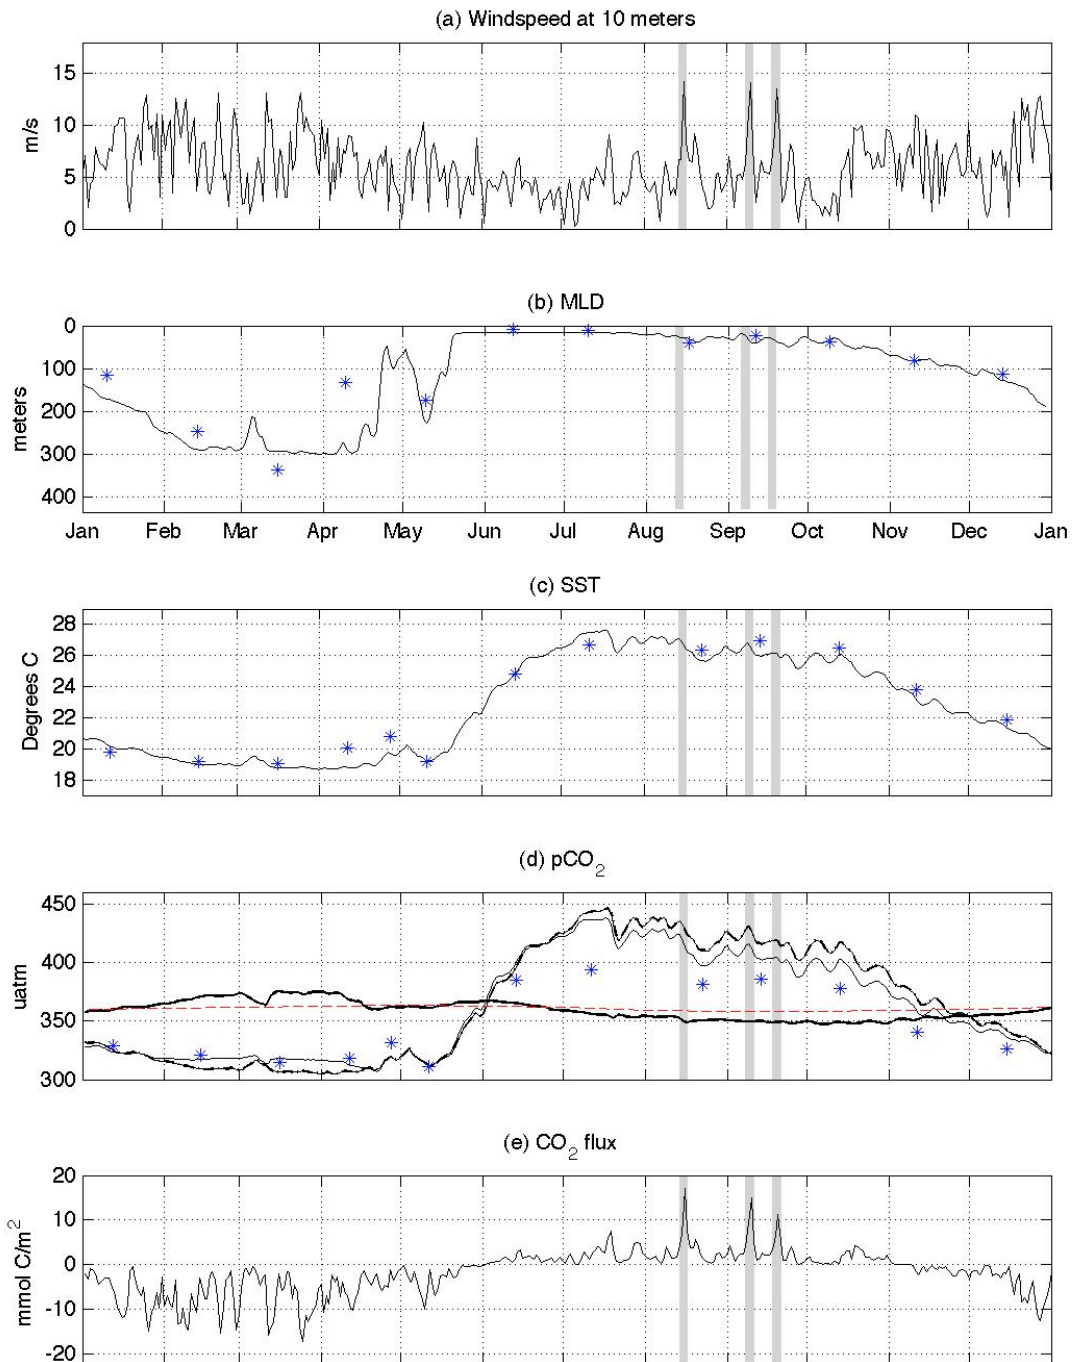 (a) Windspeed at 10 meters
15
10
5
0
m/s
(b) MLD
0
100
200
300
400
meters
Jan Feb Mar Apr May Jun Jul Aug Sep Oct Nov Dec Jan
(c) SST
28
26
24
22
20
18
Degrees C
(d) pCO₂
450
400
350
300
uatm
(e) CO₂ flux
20
10
0
-10
-20
mmol C/m²